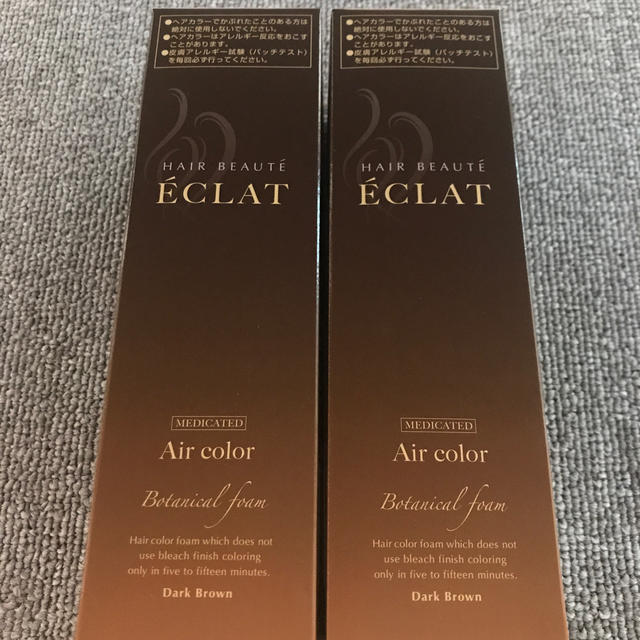 ●ヘアカラーでかぶれたことのある方は
絶対に使用しないでください。
●ヘアカラーはアレルギー反応をおこす
ことがあります。
●皮膚アレルギー試験（パッチテスト）
を毎回必ず行ってください。
HAIR BEAUTÉ
ÉCLAT
MEDICATED
Air color
Botanical foam
Hair color foam which does not
use bleach finish coloring
only in five to fifteen minutes.
Dark Brown
●ヘアカラーでかぶれたことのある方は
絶対に使用しないでください。
●ヘアカラーはアレルギー反応をおこす
ことがあります。
●皮膚アレルギー試験（パッチテスト）
を毎回必ず行ってください。
HAIR BEAUTÉ
ÉCLAT
MEDICATED
Air color
Botanical foam
Hair color foam which does not
use bleach finish coloring
only in five to fifteen minutes.
Dark Brown